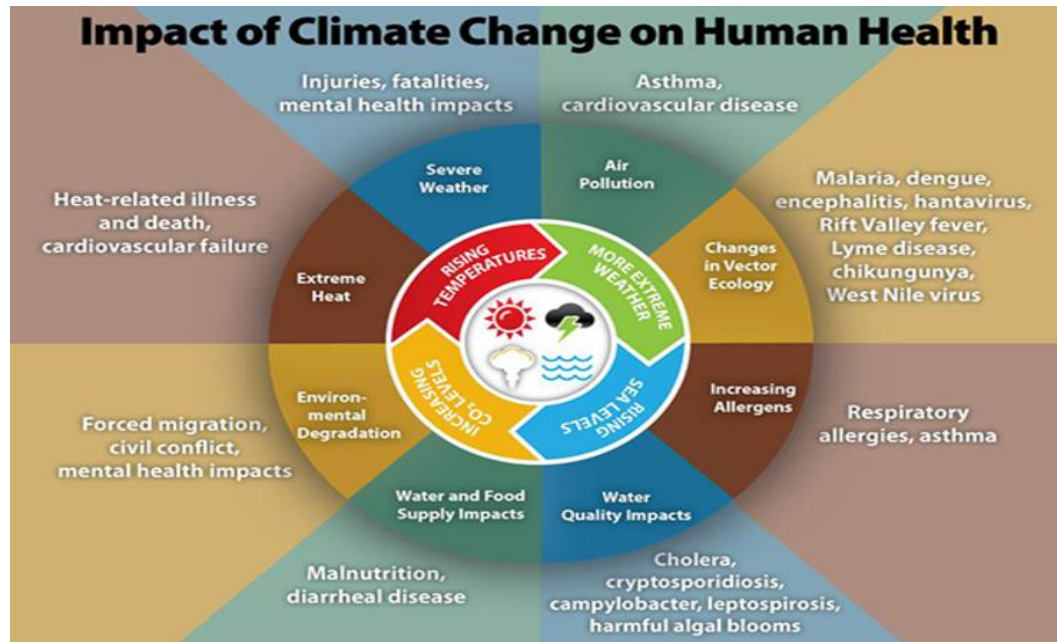 Impact of Climate Change on Human Health
Injuries, fatalities,
mental health impacts
Asthma,
cardiovascular disease
Severe
Weather
Air
Pollution
Heat-related illness
and death,
cardiovascular failure
Extreme
Heat
Changes
in Vector
Ecology
Malaria, dengue,
encephalitis, hantavirus,
Rift Valley fever,
Lyme disease,
chikungunya,
West Nile virus
RISING
TEMPERATURES
MORE EXTREME
WEATHER
INCREASING
CO₂ LEVELS
RISING
SEA LEVELS
Forced migration,
civil conflict,
mental health impacts
Environ-
mental
Degradation
Increasing
Allergens
Respiratory
allergies, asthma
Water and Food
Supply Impacts
Water
Quality Impacts
Malnutrition,
diarrheal disease
Cholera,
cryptosporidiosis,
campylobacter, leptospirosis,
harmful algal blooms